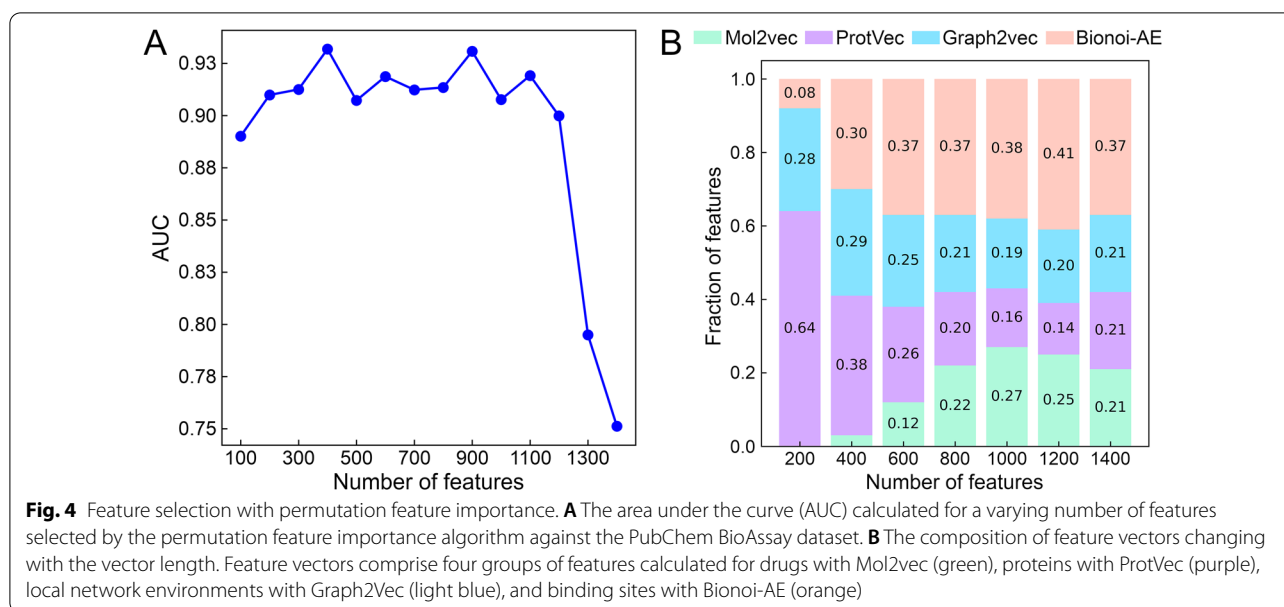 A
AUC
0.93
0.90
0.88
0.85
0.83
0.80
0.78
0.75
100 300 500 700 900 1100 1300
Number of features
B
Mol2vec ProtVec Graph2vec Bionoi-AE
Fraction of features
1.0
0.8
0.6
0.4
0.2
0.0
0.08 0.30 0.37 0.37 0.38 0.41 0.37
0.28 0.29 0.25 0.21 0.19 0.20 0.21
0.64 0.38 0.26 0.20 0.16 0.14 0.21
0.12 0.22 0.27 0.25 0.21
200 400 600 800 1000 1200 1400
Number of features
Fig. 4 Feature selection with permutation feature importance. A The area under the curve (AUC) calculated for a varying number of features
selected by the permutation feature importance algorithm against the PubChem BioAssay dataset. B The composition of feature vectors changing
with the vector length. Feature vectors comprise four groups of features calculated for drugs with Mol2vec (green), proteins with ProtVec (purple),
local network environments with Graph2Vec (light blue), and binding sites with Bionoi-AE (orange)